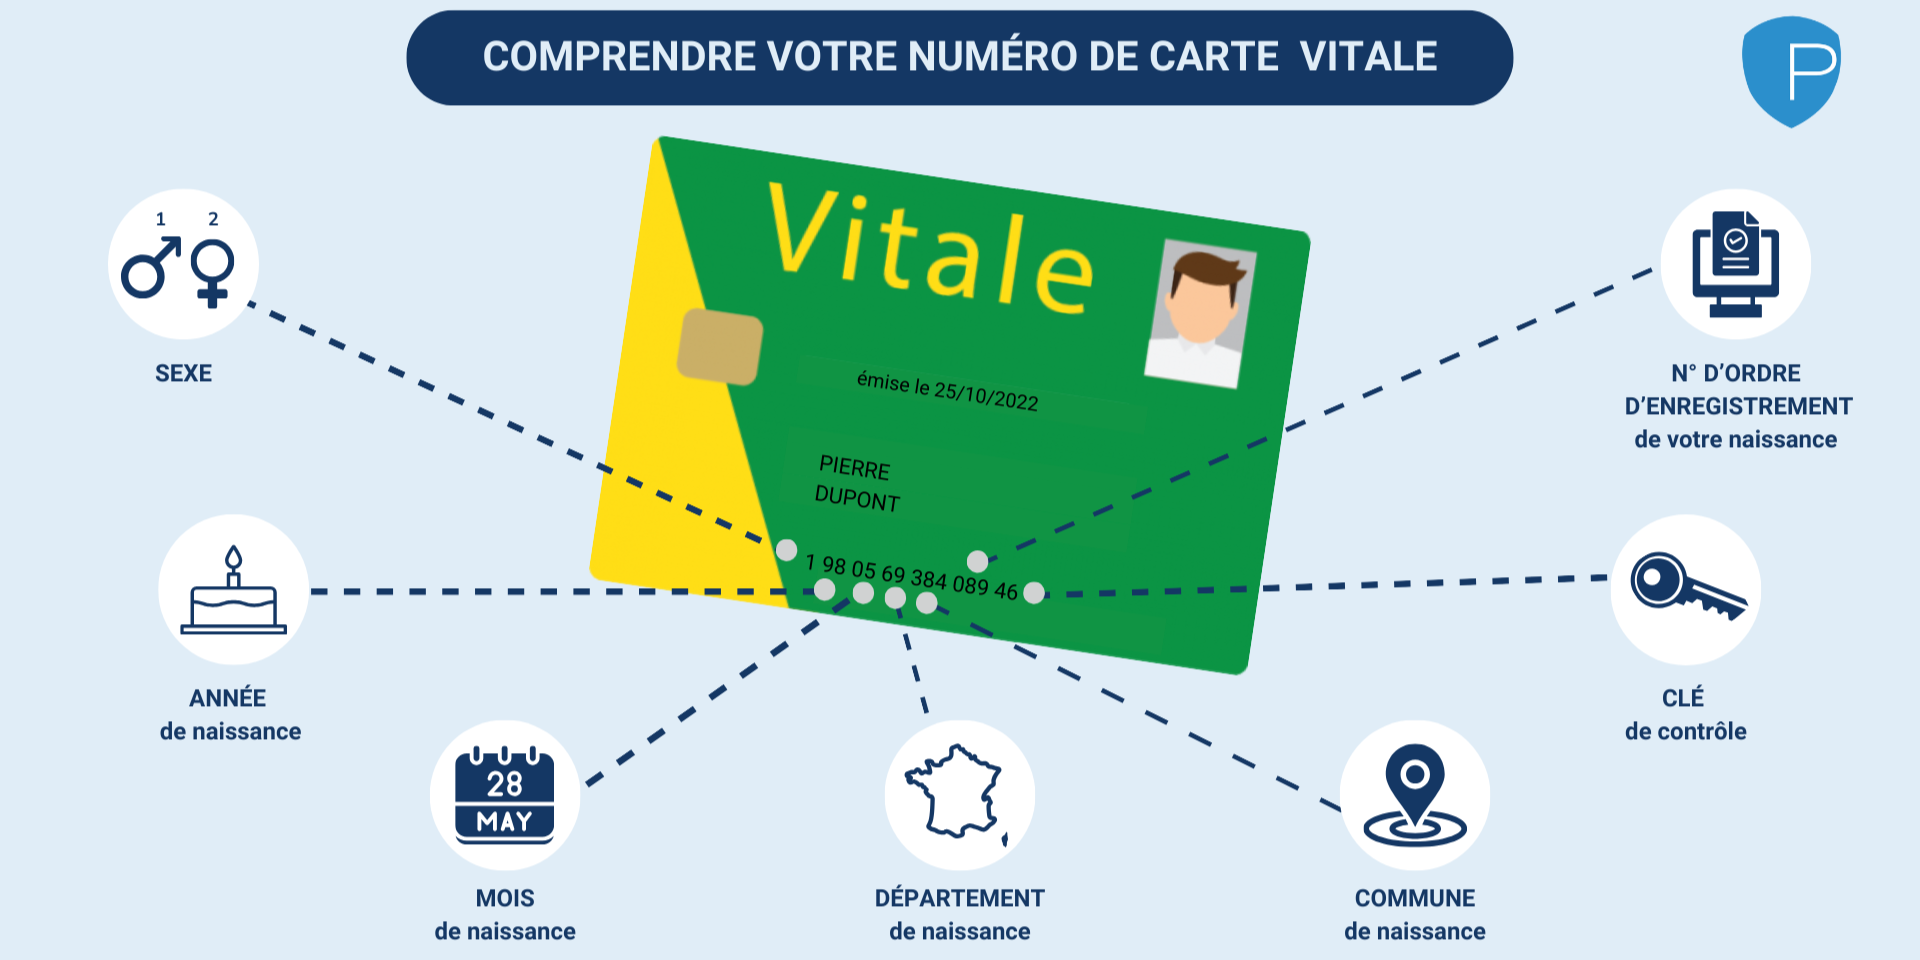 COMPRENDRE VOTRE NUMÉRO DE CARTE VITALE
P
1 2
SEXE
Vitale
émise le 25/10/2022
PIERRE
DUPONT
1 98 05 69 384 089 46
N° D'ORDRE
D'ENREGISTREMENT
de votre naissance
ANNÉE
de naissance
CLÉ
de contrôle
28
MAY
MOIS
de naissance
DÉPARTEMENT
de naissance
COMMUNE
de naissance